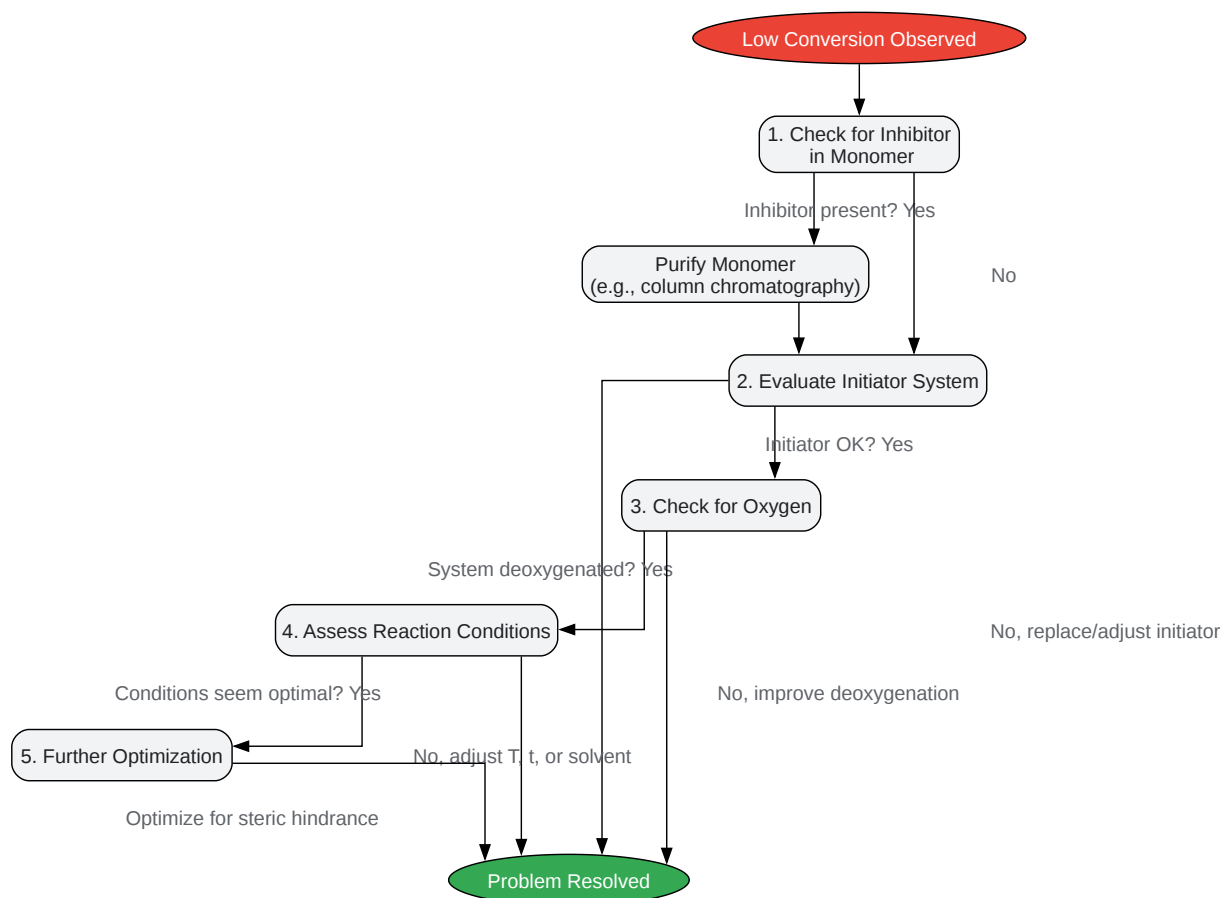 Low Conversion Observed
1. Check for Inhibitor
in Monomer
Inhibitor present? Yes
Purify Monomer
(e.g., column chromatography)
No
2. Evaluate Initiator System
Initiator OK? Yes
3. Check for Oxygen
System deoxygenated? Yes
4. Assess Reaction Conditions
No, replace/adjust initiator
Conditions seem optimal? Yes
No, improve deoxygenation
5. Further Optimization
No, adjust T, t, or solvent
Optimize for steric hindrance
Problem Resolved